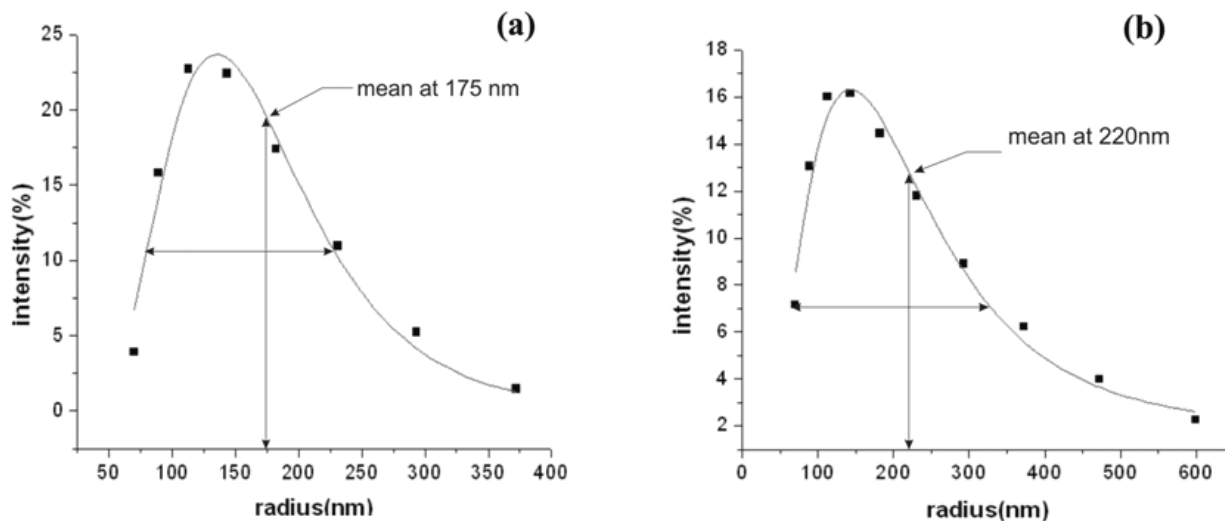 (a)
25
20
15
10
5
0
intensity(%)
mean at 175 nm
50 100 150 200 250 300 350 400
radius(nm)
(b)
18
16
14
12
10
8
6
4
2
intensity(%)
mean at 220nm
0 100 200 300 400 500 600
radius(nm)